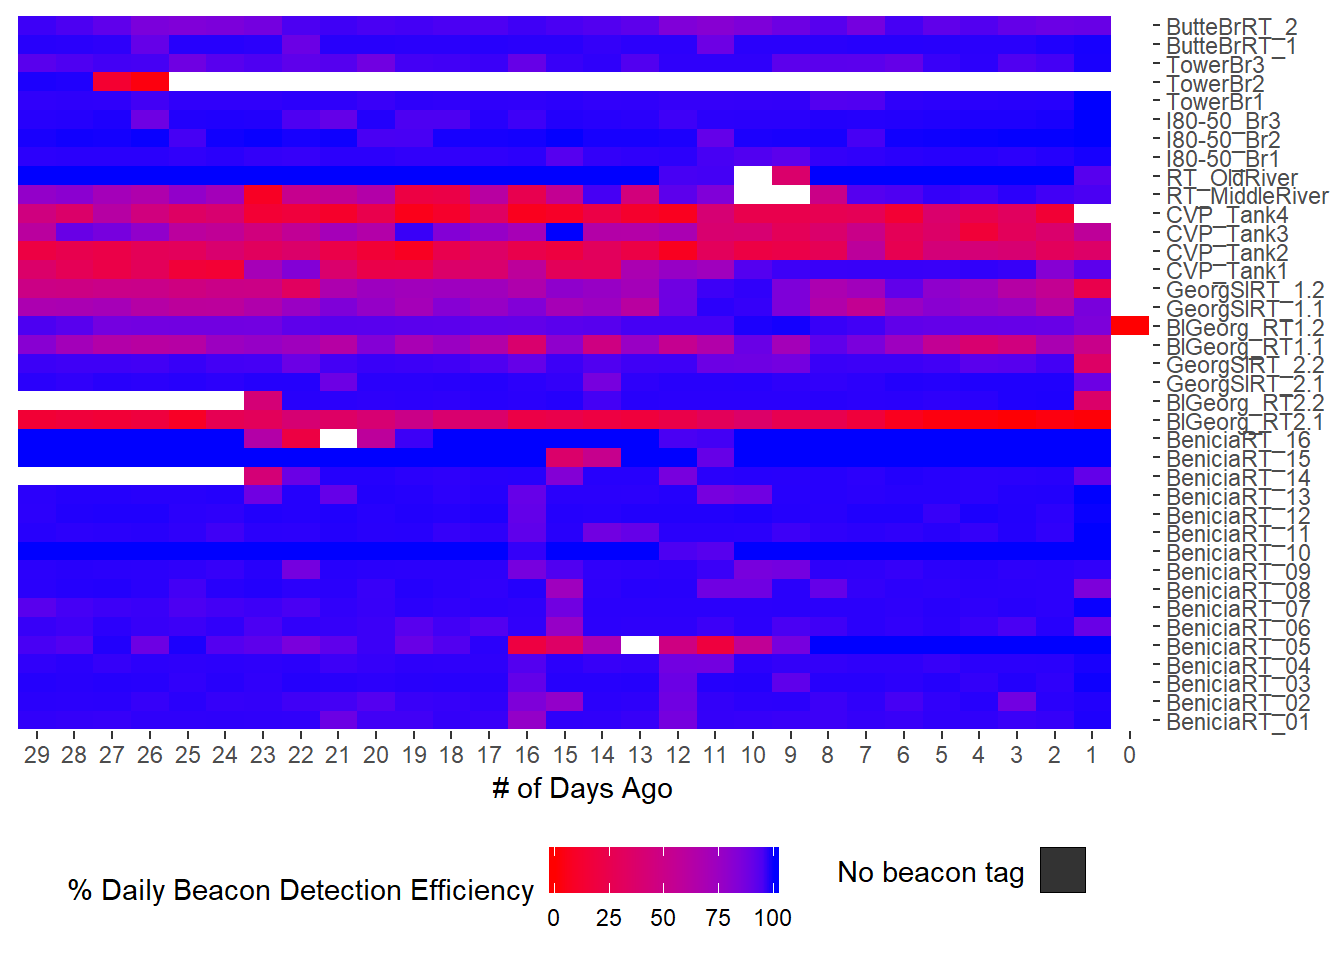 ButteBrRT_2
ButteBrRT_1
TowerBr3
TowerBr2
TowerBr1
I80-50_Br3
I80-50_Br2
I80-50_Br1
RT_OldRiver
RT_MiddleRiver
CVP_Tank4
CVP_Tank3
CVP_Tank2
CVP_Tank1
GeorgSlRT_1.2
GeorgSlRT_1.1
BlGeorg_RT1.2
BlGeorg_RT1.1
GeorgSlRT_2.2
GeorgSlRT_2.1
BlGeorg_RT2.2
BlGeorg_RT2.1
BeniciaRT_16
BeniciaRT_15
BeniciaRT_14
BeniciaRT_13
BeniciaRT_12
BeniciaRT_11
BeniciaRT_10
BeniciaRT_09
BeniciaRT_08
BeniciaRT_07
BeniciaRT_06
BeniciaRT_05
BeniciaRT_04
BeniciaRT_03
BeniciaRT_02
BeniciaRT_01
29 28 27 26 25 24 23 22 21 20 19 18 17 16 15 14 13 12 11 10 9 8 7 6 5 4 3 2 1 0
# of Days Ago
% Daily Beacon Detection Efficiency
0 25 50 75 100
No beacon tag